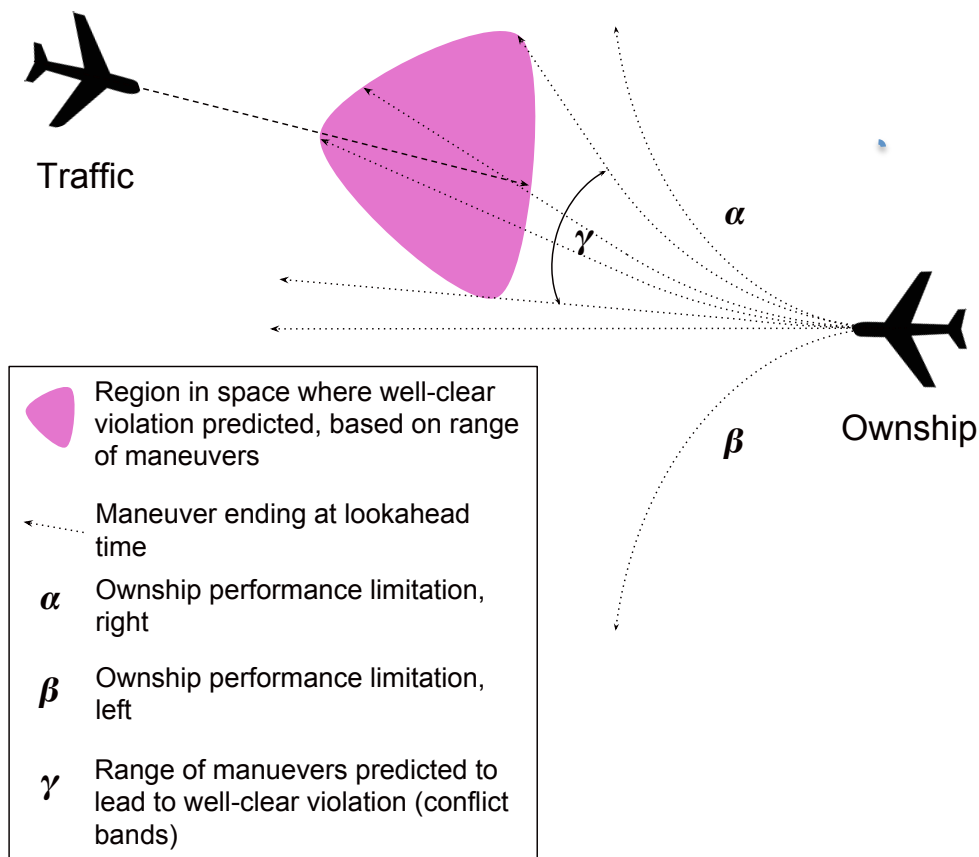 Traffic
α
γ
Ownship
β
Region in space where well-clear
violation predicted, based on range
of maneuvers
Maneuver ending at lookahead
time
α Ownship performance limitation,
right
β Ownship performance limitation,
left
γ Range of manuevers predicted to
lead to well-clear violation (conflict
bands)